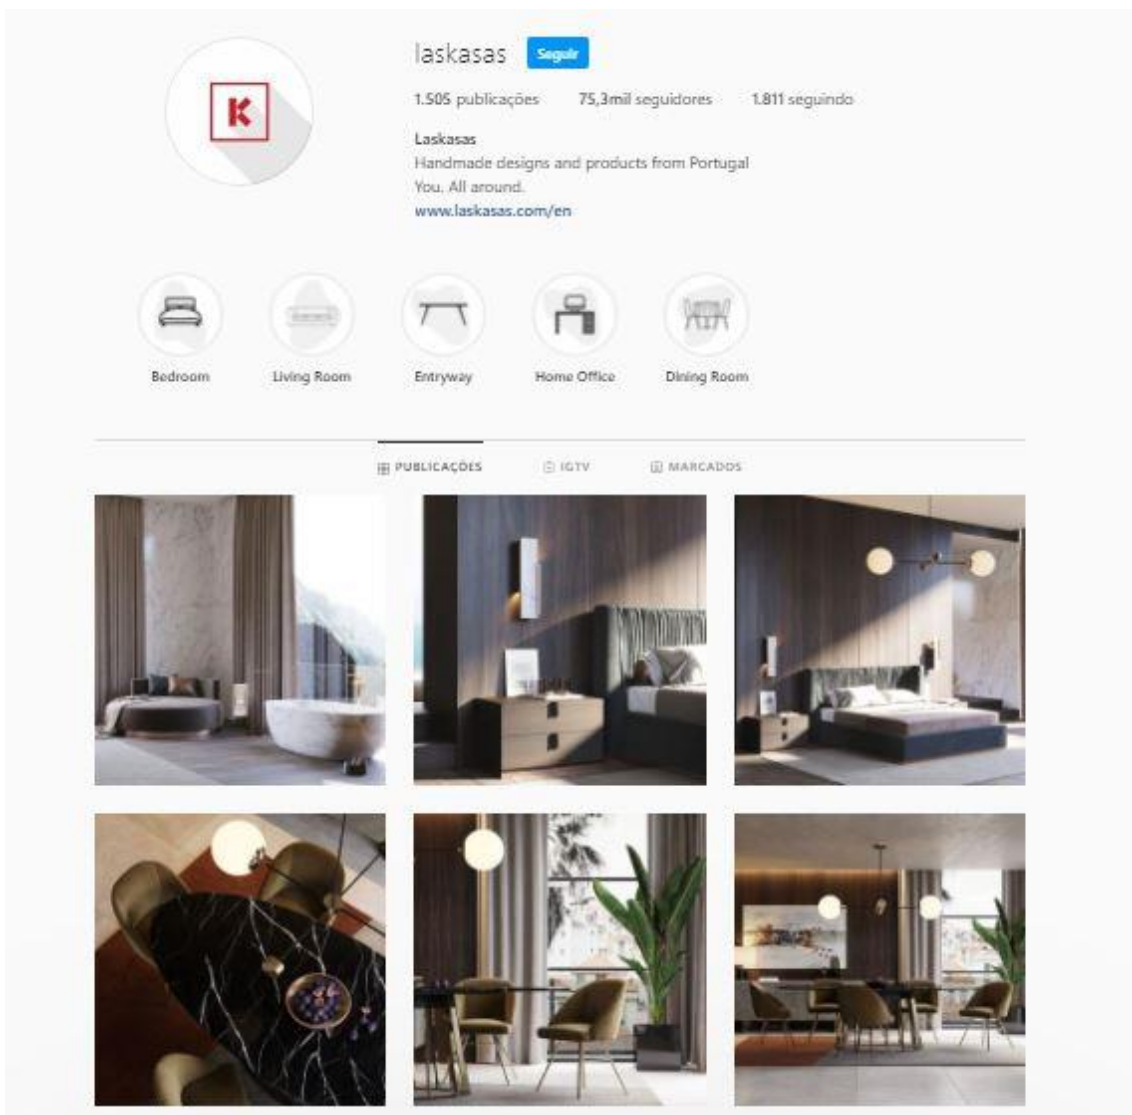 laskasas Seguir
1.505 publicações 75,3mil seguidores 1.811 seguindo
Laskasas
Handmade designs and products from Portugal
You. All around.
www.laskasas.com/en
Bedroom Living Room Entryway Home Office Dining Room
PUBLICAÇÕES IGTV MARCADOS